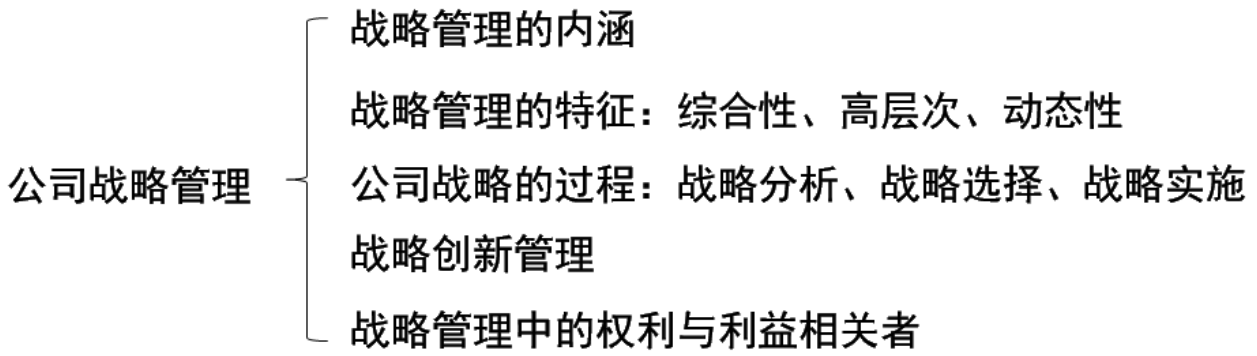 战略管理的内涵
战略管理的特征：综合性、高层次、动态性
公司战略管理
公司战略的过程：战略分析、战略选择、战略实施
战略创新管理
战略管理中的权利与利益相关者